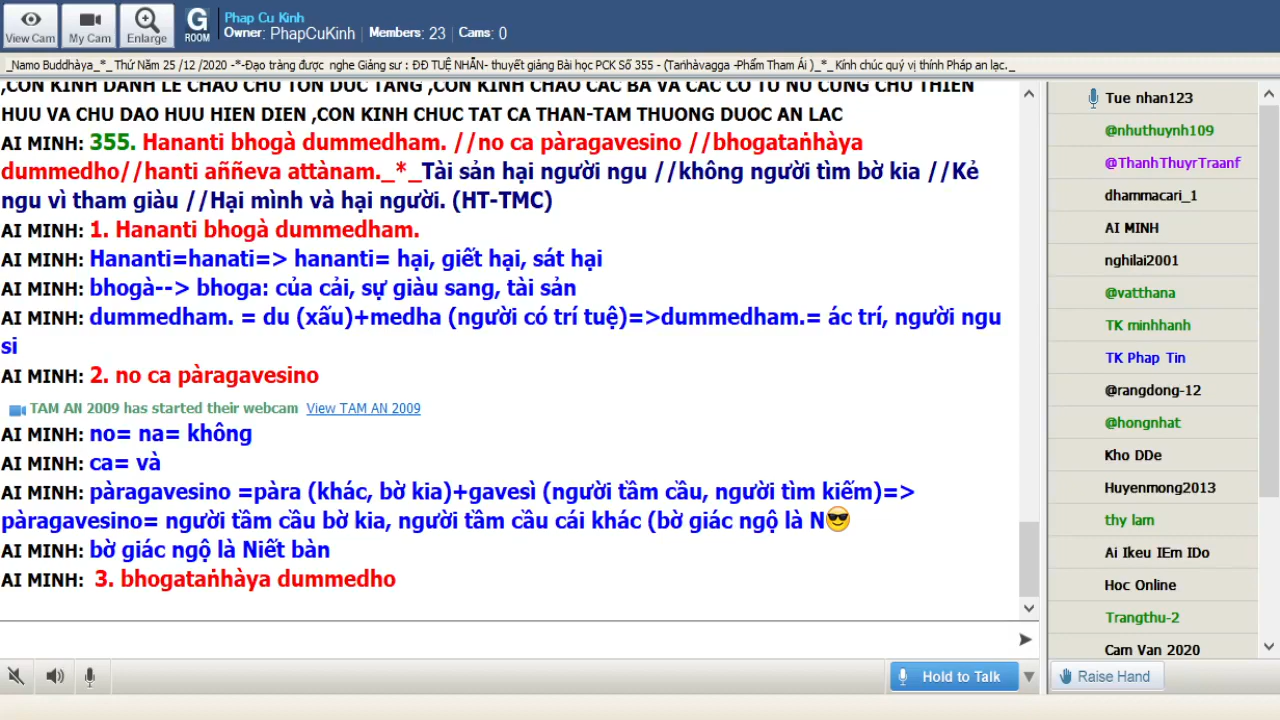 View Cam
My Cam
Enlarge
G
ROOM
Phap Cu Kinh
Owner: PhapCuKinh Members: 23 Cams: 0
_Namo Buddhàya_*_ Thứ Năm 25 /12 /2020 -*-Đạo tràng được nghe Giảng sư : ĐĐ TUỆ NHẪN- thuyết giảng Bài học PCK Số 355 - (Taṅhàvagga -Phẩm Tham Ái )_*_ Kính chúc quý vị thính Pháp an lạc._
,CON KINH DANH LE CHAO CHU TON DUC TANG ,CON KINH CHAO CAC BA VA CAC CO TU NU CUNG CHU THIEN
HUU VA CHU DAO HUU HIEN DIEN ,CON KINH CHUC TAT CA THAN-TAM THUONG DUOC AN LAC
AI MINH: 355. Hananti bhogà dummedham. //no ca pàragavesino //bhogataṅhàya
dummedho//hanti aññeva attànam._*_Tài sản hại người ngu //không người tìm bờ kia //Kẻ
ngu vì tham giàu //Hại mình và hại người. (HT-TMC)
AI MINH: 1. Hananti bhogà dummedham.
AI MINH: Hananti=hanati=> hananti= hại, giết hại, sát hại
AI MINH: bhogà--> bhoga: của cải, sự giàu sang, tài sản
AI MINH: dummedham. = du (xấu)+medha (người có trí tuệ)=>dummedham.= ác trí, người ngu
si
AI MINH: 2. no ca pàragavesino
TAM AN 2009 has started their webcam View TAM AN 2009
AI MINH: no= na= không
AI MINH: ca= và
AI MINH: pàragavesino =pàra (khác, bờ kia)+gavesì (người tầm cầu, người tìm kiếm)=>
pàragavesino= người tầm cầu bờ kia, người tầm cầu cái khác (bờ giác ngộ là N😎
AI MINH: bờ giác ngộ là Niết bàn
AI MINH: 3. bhogataṅhàya dummedho
Hold to Talk
Tue nhan123
@nhuthuynh109
@ThanhThuyrTraanf
dhammacari_1
AI MINH
nghilai2001
@vatthana
TK minhhanh
TK Phap Tin
@rangdong-12
@hongnhat
Kho DDe
Huyenmong2013
thy lam
Ai Ikeu IEm IDo
Hoc Online
Trangthu-2
Cam Van 2020
Raise Hand